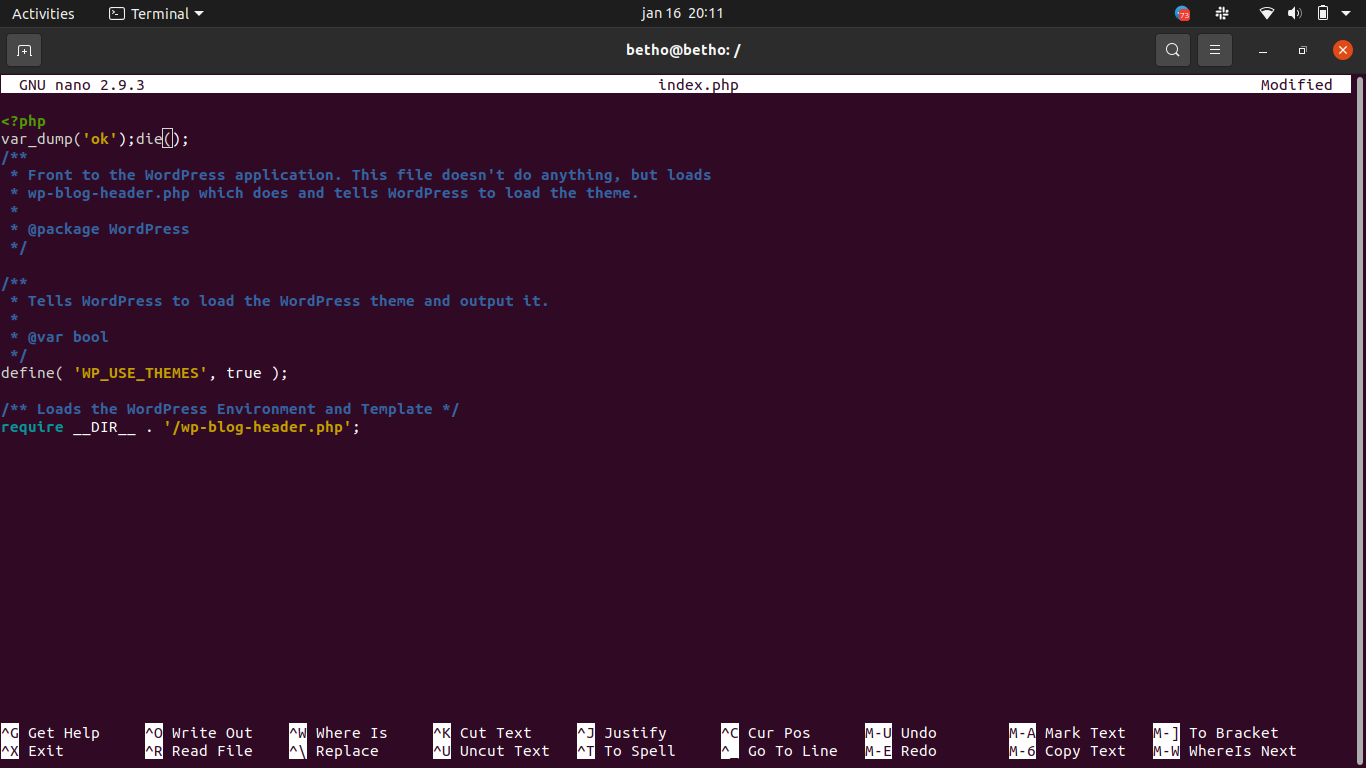 Activities Terminal jan 16 20:11 73
betho@betho: /
GNU nano 2.9.3 index.php Modified
<?php
var_dump('ok');die();
/**
 * Front to the WordPress application. This file doesn't do anything, but loads
 * wp-blog-header.php which does and tells WordPress to load the theme.
 *
 * @package WordPress
 */
/**
 * Tells WordPress to load the WordPress theme and output it.
 *
 * @var bool
 */
define( 'WP_USE_THEMES', true );
/** Loads the WordPress Environment and Template */
require __DIR__ . '/wp-blog-header.php';
^G Get Help ^O Write Out ^W Where Is ^K Cut Text ^J Justify ^C Cur Pos M-U Undo M-A Mark Text M-] To Bracket
^X Exit ^R Read File ^\ Replace ^U Uncut Text ^T To Spell ^_ Go To Line M-E Redo M-6 Copy Text M-W WhereIs Next